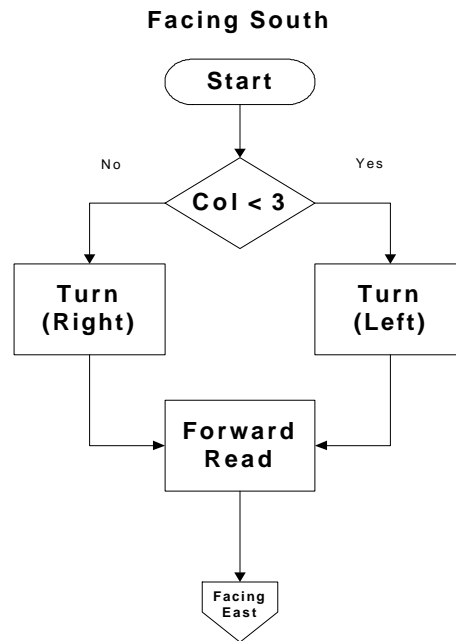 Facing South
Start
No
Yes
Col < 3
Turn
(Right)
Turn
(Left)
Forward
Read
Facing
East